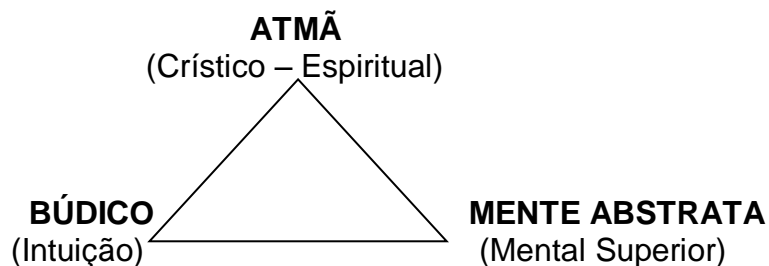 ATMÃ
(Crístico – Espiritual)
BÚDICO
(Intuição)
MENTE ABSTRATA
(Mental Superior)